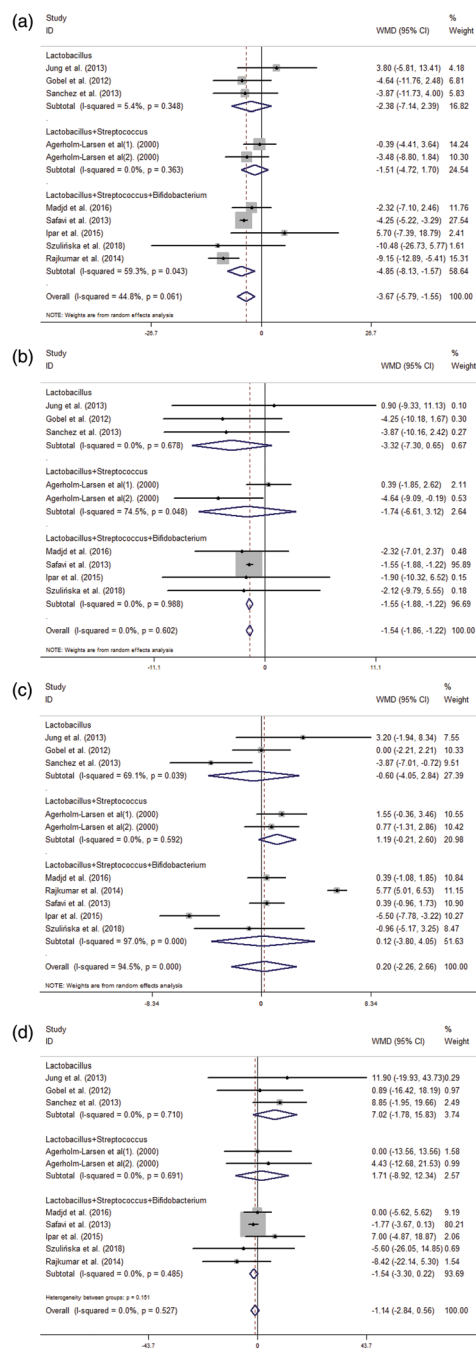 (a)
Study %
ID WMD (95% CI) Weight
Lactobacillus
Jung et al. (2013) 3.80 (-5.81, 13.41) 4.18
Gobel et al. (2012) -4.64 (-11.76, 2.48) 6.81
Sanchez et al. (2013) -3.87 (-11.73, 4.00) 5.83
Subtotal (I-squared = 5.4%, p = 0.348) -2.38 (-7.14, 2.39) 16.82
.
Lactobacillus+Streptococcus
Agerholm-Larsen et al(1). (2000) -0.39 (-4.41, 3.64) 14.24
Agerholm-Larsen et al(2). (2000) -3.48 (-8.80, 1.84) 10.30
Subtotal (I-squared = 0.0%, p = 0.363) -1.51 (-4.72, 1.70) 24.54
.
Lactobacillus+Streptococcus+Bifidobacterium
Madjd et al. (2016) -2.32 (-7.10, 2.46) 11.76
Safavi et al. (2013) -4.25 (-5.22, -3.29) 27.54
Ipar et al. (2015) 5.70 (-7.39, 18.79) 2.41
Szulińska et al. (2018) -10.48 (-26.73, 5.77) 1.61
Rajkumar et al. (2014) -9.15 (-12.89, -5.41) 15.31
Subtotal (I-squared = 59.3%, p = 0.043) -4.85 (-8.13, -1.57) 58.64
.
Overall (I-squared = 44.8%, p = 0.061) -3.67 (-5.79, -1.55) 100.00
NOTE: Weights are from random effects analysis
-26.7 0 26.7
(b)
Study %
ID WMD (95% CI) Weight
Lactobacillus
Jung et al. (2013) 0.90 (-9.33, 11.13) 0.10
Gobel et al. (2012) -4.25 (-10.18, 1.67) 0.30
Sanchez et al. (2013) -3.87 (-10.16, 2.42) 0.27
Subtotal (I-squared = 0.0%, p = 0.678) -3.32 (-7.30, 0.65) 0.67
.
Lactobacillus+Streptococcus
Agerholm-Larsen et al(1). (2000) 0.39 (-1.85, 2.62) 2.11
Agerholm-Larsen et al(2). (2000) -4.64 (-9.09, -0.19) 0.53
Subtotal (I-squared = 74.5%, p = 0.048) -1.74 (-6.61, 3.12) 2.64
.
Lactobacillus+Streptococcus+Bifidobacterium
Madjd et al. (2016) -2.32 (-7.01, 2.37) 0.48
Safavi et al. (2013) -1.55 (-1.88, -1.22) 95.89
Ipar et al. (2015) -1.90 (-10.32, 6.52) 0.15
Szulińska et al. (2018) -2.12 (-9.79, 5.55) 0.18
Subtotal (I-squared = 0.0%, p = 0.988) -1.55 (-1.88, -1.22) 96.69
.
Overall (I-squared = 0.0%, p = 0.602) -1.54 (-1.86, -1.22) 100.00
NOTE: Weights are from random effects analysis
-11.1 0 11.1
(c)
Study %
ID WMD (95% CI) Weight
Lactobacillus
Jung et al. (2013) 3.20 (-1.94, 8.34) 7.55
Gobel et al. (2012) 0.00 (-2.21, 2.21) 10.33
Sanchez et al. (2013) -3.87 (-7.01, -0.72) 9.51
Subtotal (I-squared = 69.1%, p = 0.039) -0.60 (-4.05, 2.84) 27.39
.
Lactobacillus+Streptococcus
Agerholm-Larsen et al(1). (2000) 1.55 (-0.36, 3.46) 10.55
Agerholm-Larsen et al(2). (2000) 0.77 (-1.31, 2.86) 10.42
Subtotal (I-squared = 0.0%, p = 0.592) 1.19 (-0.21, 2.60) 20.98
.
Lactobacillus+Streptococcus+Bifidobacterium
Madjd et al. (2016) 0.39 (-1.08, 1.85) 10.84
Rajkumar et al. (2014) 5.77 (5.01, 6.53) 11.15
Safavi et al. (2013) 0.39 (-0.96, 1.73) 10.90
Ipar et al. (2015) -5.50 (-7.78, -3.22) 10.27
Szulińska et al. (2018) -0.96 (-5.17, 3.25) 8.47
Subtotal (I-squared = 97.0%, p = 0.000) 0.12 (-3.80, 4.05) 51.63
.
Overall (I-squared = 94.5%, p = 0.000) 0.20 (-2.26, 2.66) 100.00
NOTE: Weights are from random effects analysis
-8.34 0 8.34
(d)
Study %
ID WMD (95% CI) Weight
Lactobacillus
Jung et al. (2013) 11.90 (-19.93, 43.73) 0.29
Gobel et al. (2012) 0.89 (-16.42, 18.19) 0.97
Sanchez et al. (2013) 8.85 (-1.95, 19.66) 2.49
Subtotal (I-squared = 0.0%, p = 0.710) 7.02 (-1.78, 15.83) 3.74
.
Lactobacillus+Streptococcus
Agerholm-Larsen et al(1). (2000) 0.00 (-13.56, 13.56) 1.58
Agerholm-Larsen et al(2). (2000) 4.43 (-12.68, 21.53) 0.99
Subtotal (I-squared = 0.0%, p = 0.691) 1.71 (-8.92, 12.34) 2.57
.
Lactobacillus+Streptococcus+Bifidobacterium
Madjd et al. (2016) 0.00 (-5.62, 5.62) 9.19
Safavi et al. (2013) -1.77 (-3.67, 0.13) 80.21
Ipar et al. (2015) 7.00 (-4.87, 18.87) 2.06
Szulińska et al. (2018) -5.60 (-26.05, 14.85) 0.69
Rajkumar et al. (2014) -8.42 (-22.14, 5.30) 1.54
Subtotal (I-squared = 0.0%, p = 0.485) -1.54 (-3.30, 0.22) 93.69
.
Heterogeneity between groups: p = 0.151
Overall (I-squared = 0.0%, p = 0.527) -1.14 (-2.84, 0.56) 100.00
-43.7 0 43.7